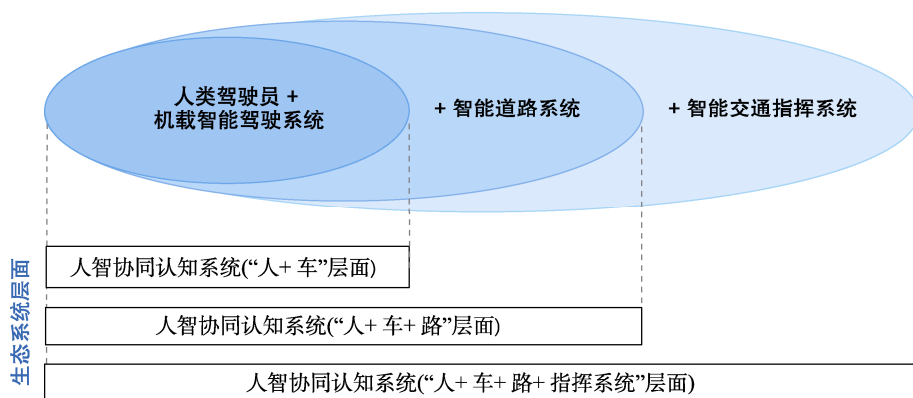 人类驾驶员 +
机载智能驾驶系统
+ 智能道路系统
+ 智能交通指挥系统
生态系统层面
人智协同认知系统(“人+ 车”层面)
人智协同认知系统(“人+ 车+ 路”层面)
人智协同认知系统(“人+ 车+ 路+ 指挥系统”层面)